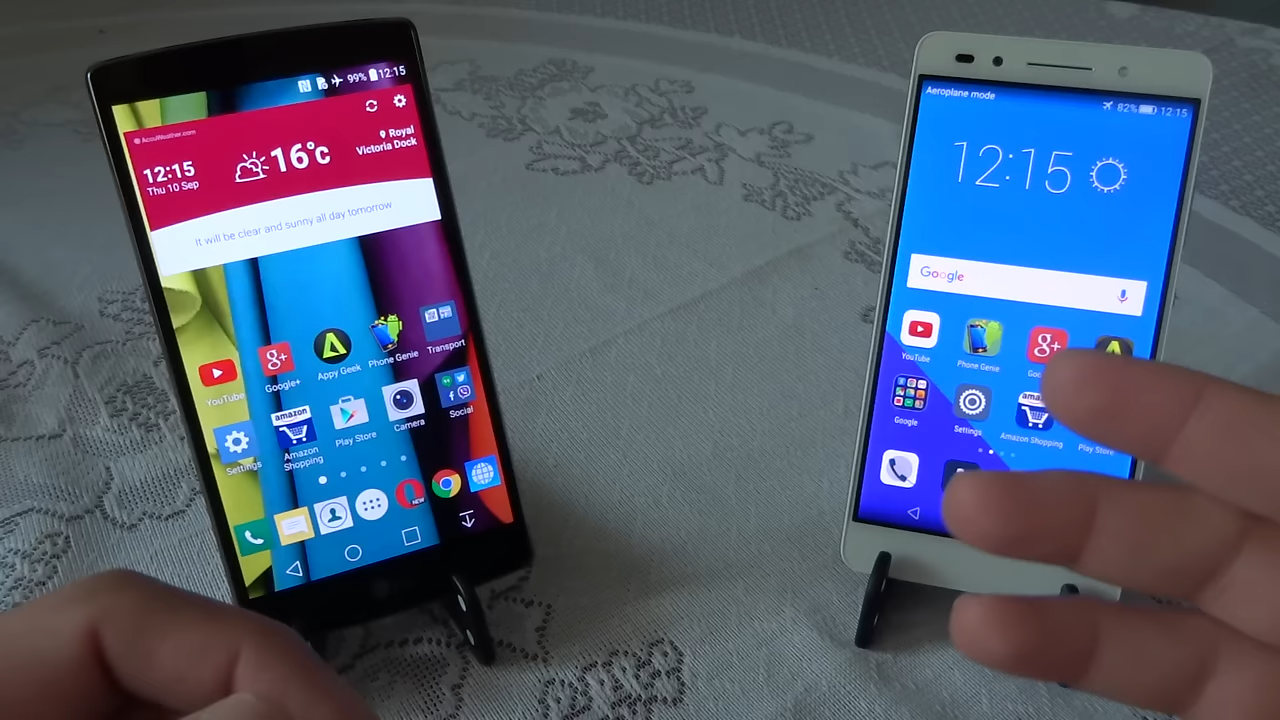 99% 12:15
AccuWeather.com
12:15
Thu 10 Sep
16°c
Royal
Victoria Dock
It will be clear and sunny all day tomorrow
YouTube
Google+
Appy Geek
Phone Genie
Transport
Settings
amazon
Amazon
Shopping
Play Store
Camera
Social
NEW
Aeroplane mode
82% 12:15
12:15
Google
YouTube
Phone Genie
Google
Settings
amazon
Amazon Shopping
Play Store